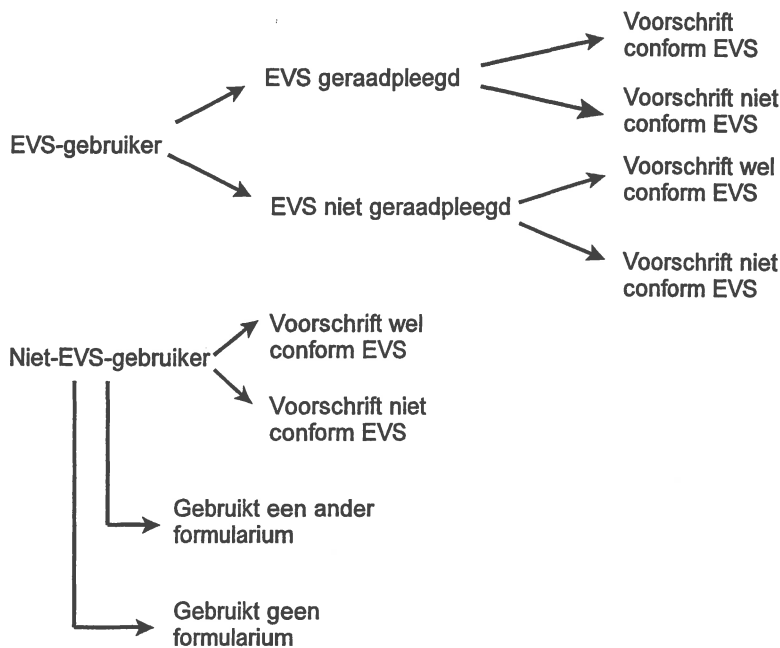 Voorschrift
conform EVS
EVS geraadpleegd
Voorschrift niet
conform EVS
EVS-gebruiker
Voorschrift wel
conform EVS
EVS niet geraadpleegd
Voorschrift niet
conform EVS
Voorschrift wel
conform EVS
Niet-EVS-gebruiker
Voorschrift niet
conform EVS
Gebruikt een ander
formularium
Gebruikt geen
formularium